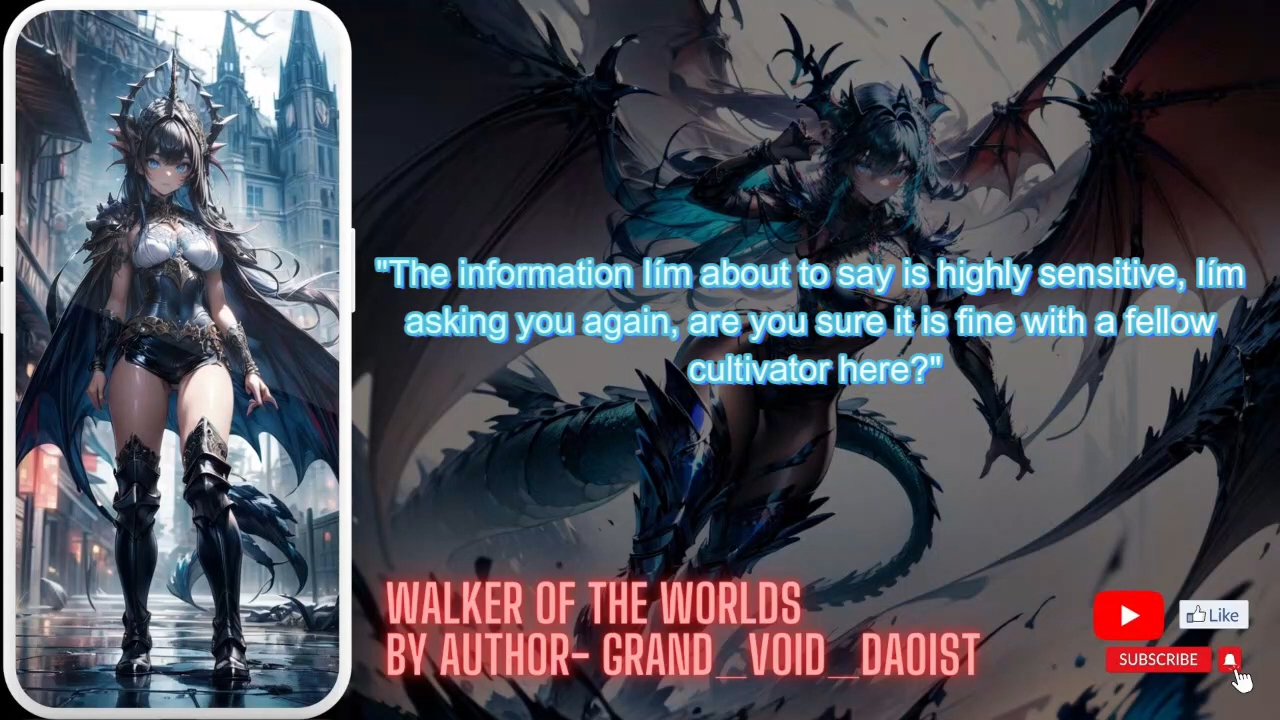 "The information Iím about to say is highly sensitive, Iím
asking you again, are you sure it is fine with a fellow
cultivator here?"
WALKER OF THE WORLDS
BY AUTHOR- GRAND_VOID_DAOIST
Like
SUBSCRIBE